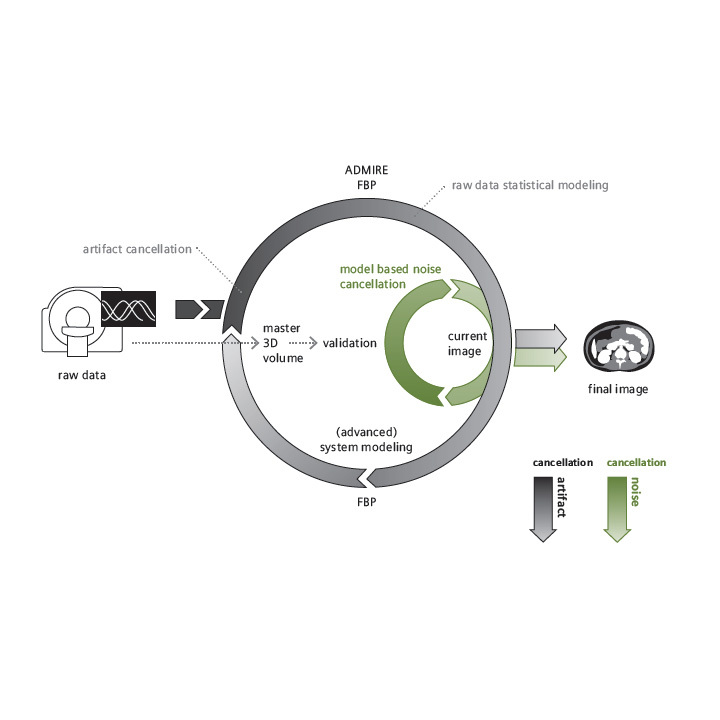 ADMIRE
FBP
raw data statistical modeling
artifact cancellation
model based noise
cancellation
master
3D
volume
validation
current
image
raw data
final image
(advanced)
system modeling
FBP
cancellation
artifact
cancellation
noise